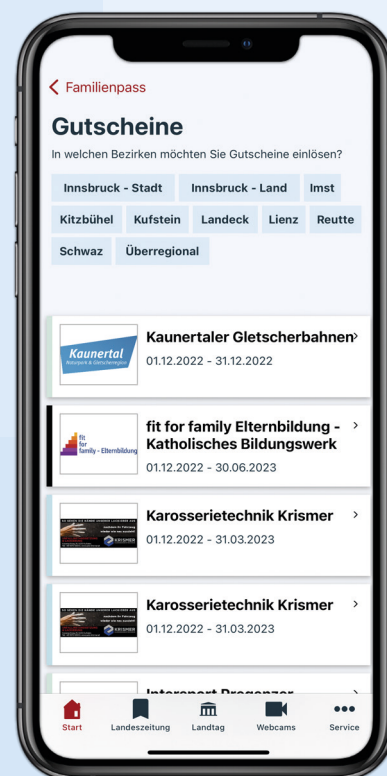 Familienpass
Gutscheine
In welchen Bezirken möchten Sie Gutscheine einlösen?
Innsbruck - Stadt Innsbruck - Land Imst
Kitzbühel Kufstein Landeck Lienz Reutte
Schwaz Überregional
Kaunertal
Kaunertaler Gletscherbahnen
01.12.2022 - 31.12.2022
fit
for
family - Elternbildung
fit for family Elternbildung -
Katholisches Bildungswerk
01.12.2022 - 30.06.2023
KRISMER
Karosserietechnik Krismer
01.12.2022 - 31.03.2023
KRISMER
Karosserietechnik Krismer
01.12.2022 - 31.03.2023
Start Landeszeitung Landtag Webcams Service